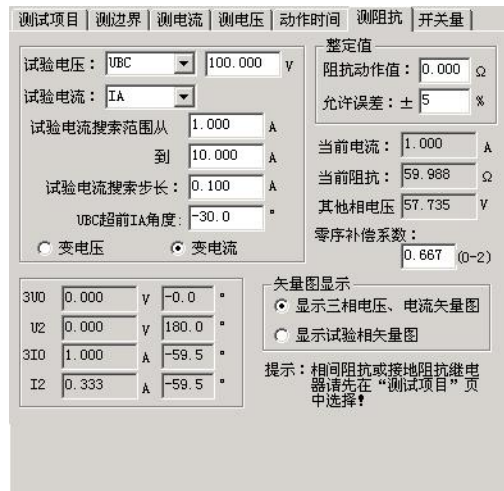 测试项目 测边界 测电流 测电压 动作时间 测阻抗 开关量
试验电压： UBC 100.000 V
试验电流： IA
试验电流搜索范围从 1.000 A
到 10.000 A
试验电流搜索步长： 0.100 A
UBC超前IA角度: -30.0 °
变电压 变电流
整定值
阻抗动作值： 0.000 Ω
允许误差：± 5 %
当前电流： 1.000 A
当前阻抗： 59.988 Ω
其他相电压 57.735 V
零序补偿系数：
0.667 (0-2)
3U0 0.000 V -0.0 °
U2 0.000 V 180.0 °
3I0 1.000 A -59.5 °
I2 0.333 A -59.5 °
矢量图显示
显示三相电压、电流矢量图
显示试验相矢量图
提示：相间阻抗或接地阻抗继电
器请先在“测试项目”页
中选择!